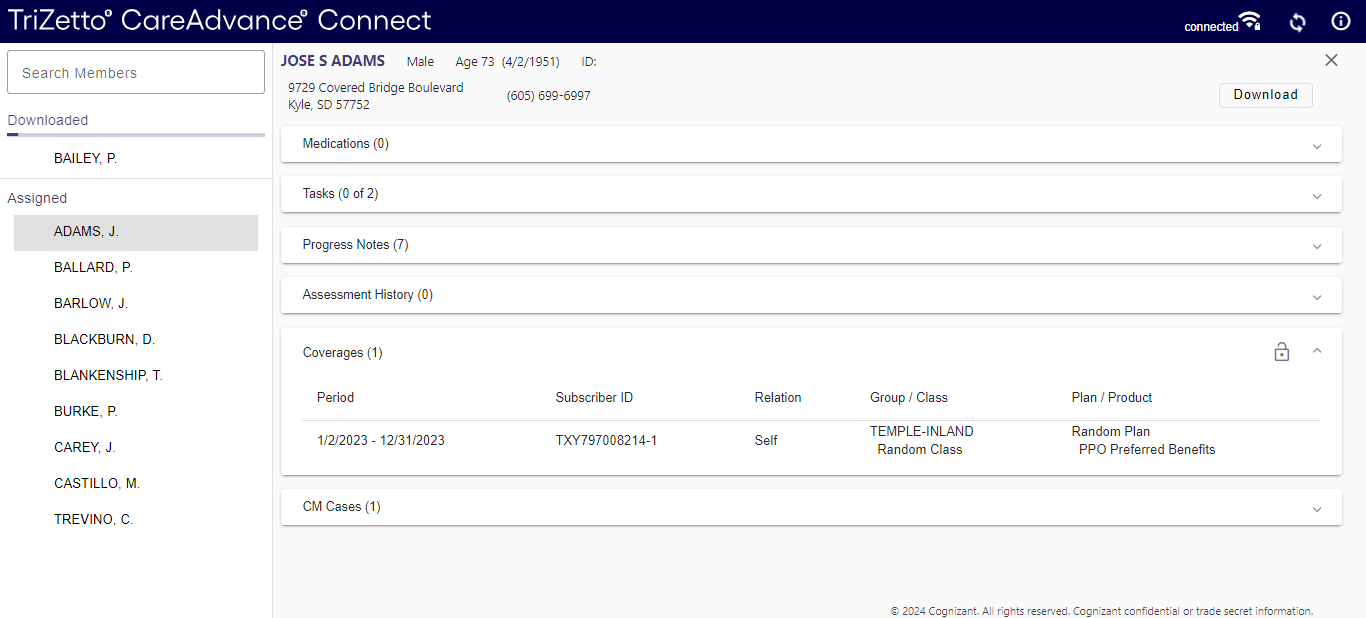 TriZetto® CareAdvance® Connect
connected
Search Members
Downloaded
BAILEY, P.
Assigned
ADAMS, J.
BALLARD, P.
BARLOW, J.
BLACKBURN, D.
BLANKENSHIP, T.
BURKE, P.
CAREY, J.
CASTILLO, M.
TREVINO, C.
JOSE S ADAMS Male Age 73 (4/2/1951) ID:
9729 Covered Bridge Boulevard
Kyle, SD 57752
(605) 699-6997
Download
Medications (0)
Tasks (0 of 2)
Progress Notes (7)
Assessment History (0)
Coverages (1)
Period Subscriber ID Relation Group / Class Plan / Product
1/2/2023 - 12/31/2023 TXY797008214-1 Self TEMPLE-INLAND Random Plan
Random Class PPO Preferred Benefits
CM Cases (1)
© 2024 Cognizant. All rights reserved. Cognizant confidential or trade secret information.